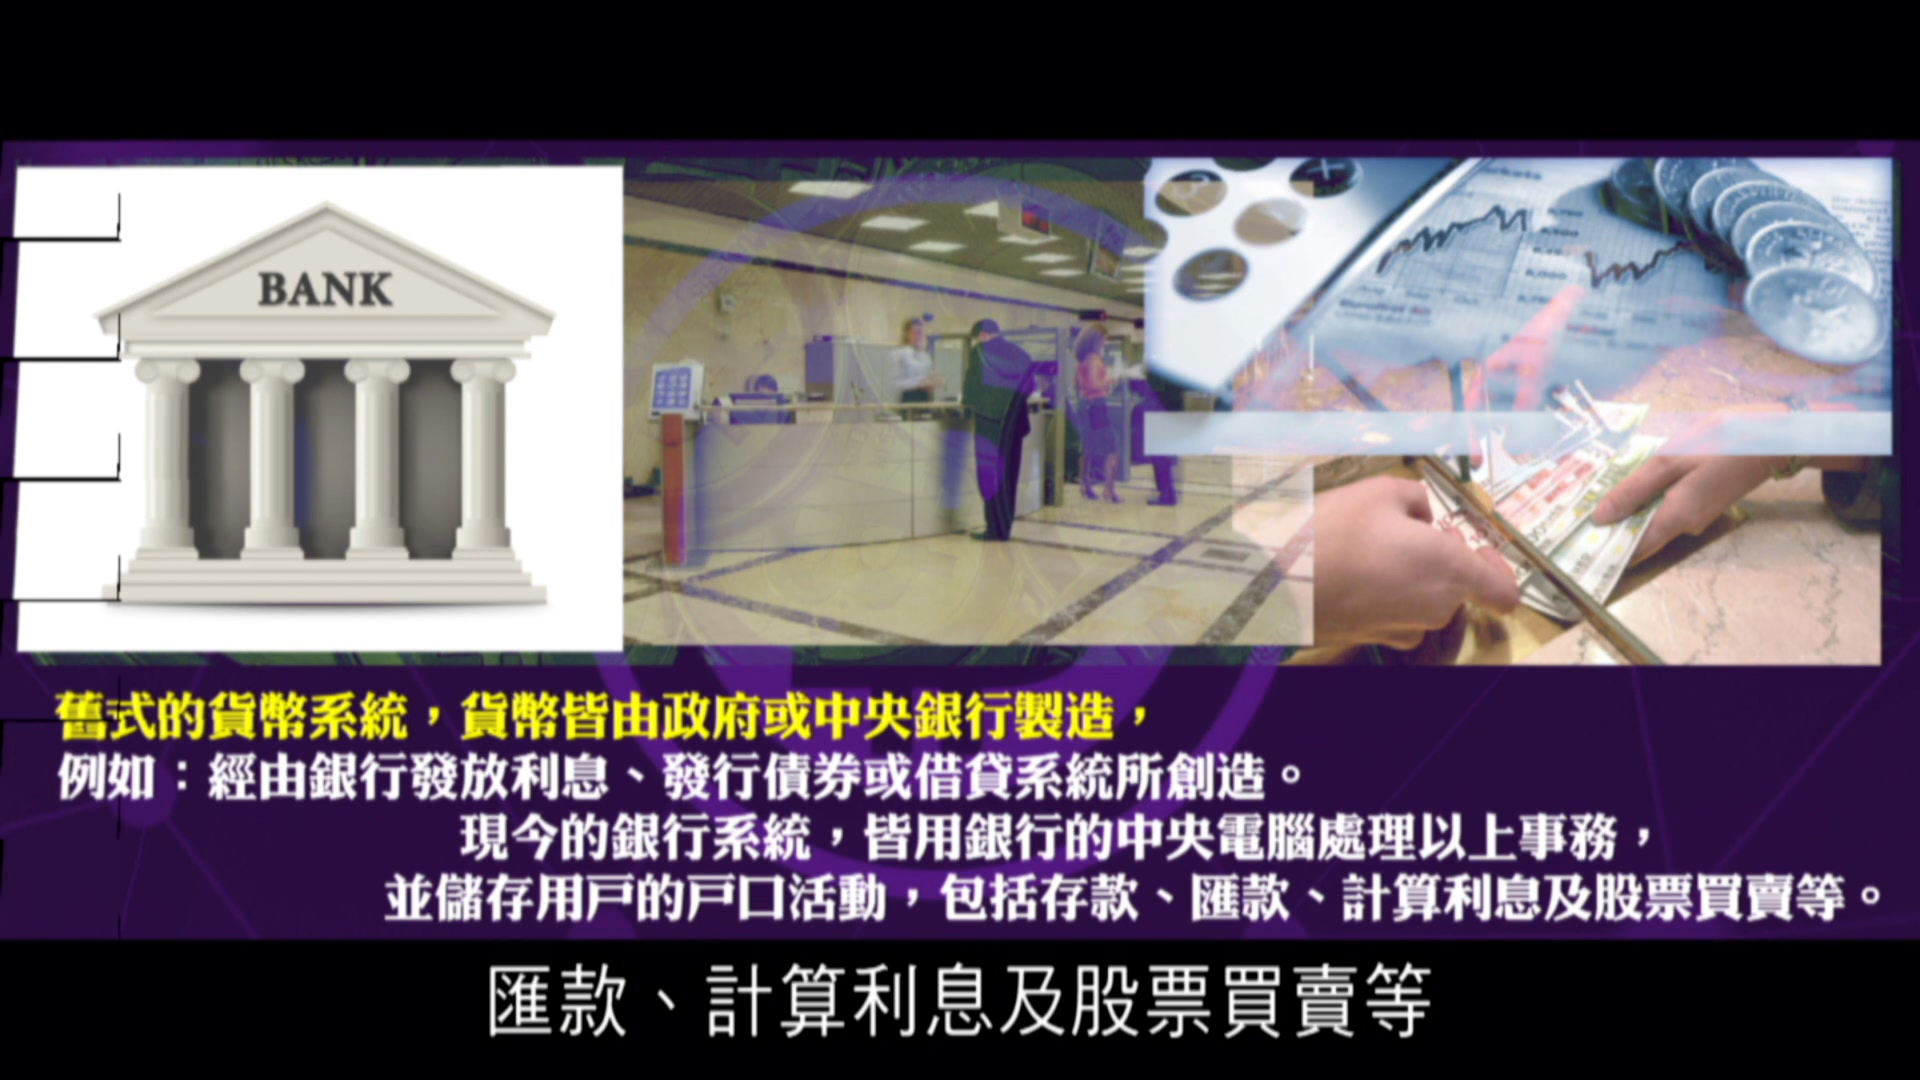 BANK
舊式的貨幣系統，貨幣皆由政府或中央銀行製造，
例如：經由銀行發放利息、發行債券或借貸系統所創造。
現今的銀行系統，皆用銀行的中央電腦處理以上事務，
並儲存用戶的戶口活動，包括存款、匯款、計算利息及股票買賣等。
匯款、計算利息及股票買賣等